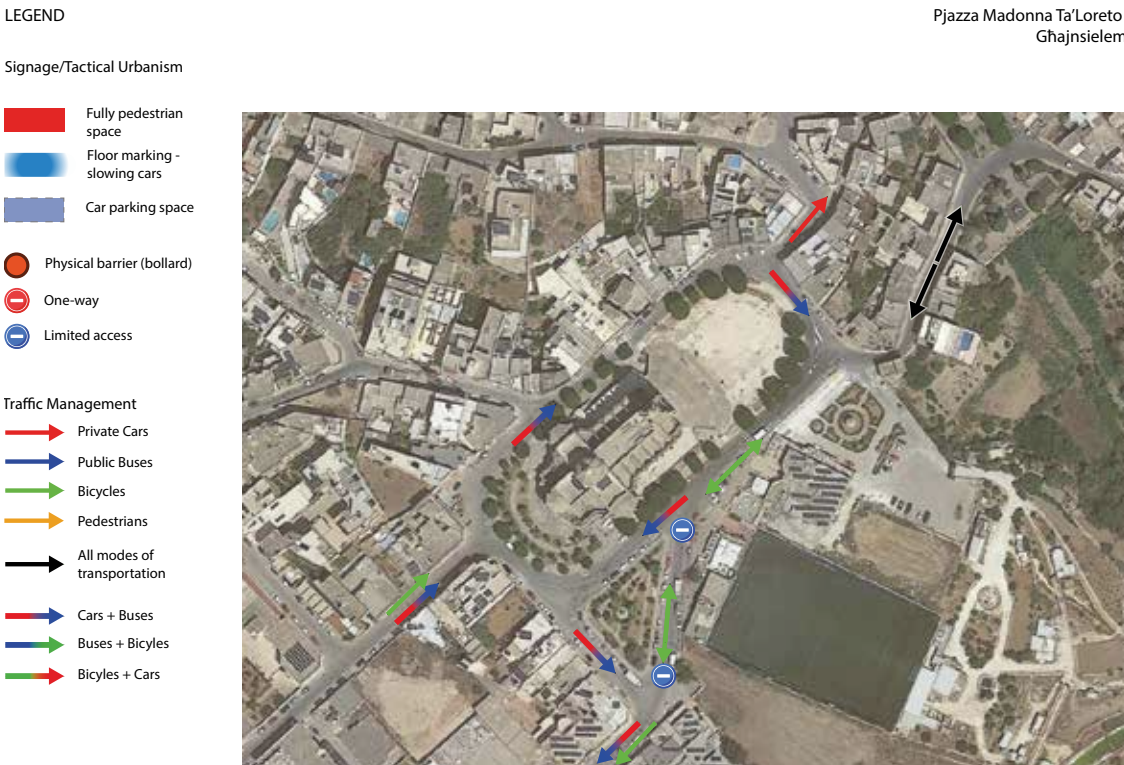 LEGEND
Pjazza Madonna Ta'Loreto
Għajnsielem
Signage/Tactical Urbanism
Fully pedestrian
space
Floor marking -
slowing cars
Car parking space
Physical barrier (bollard)
One-way
Limited access
Traffic Management
Private Cars
Public Buses
Bicycles
Pedestrians
All modes of
transportation
Cars + Buses
Buses + Bicyles
Bicyles + Cars